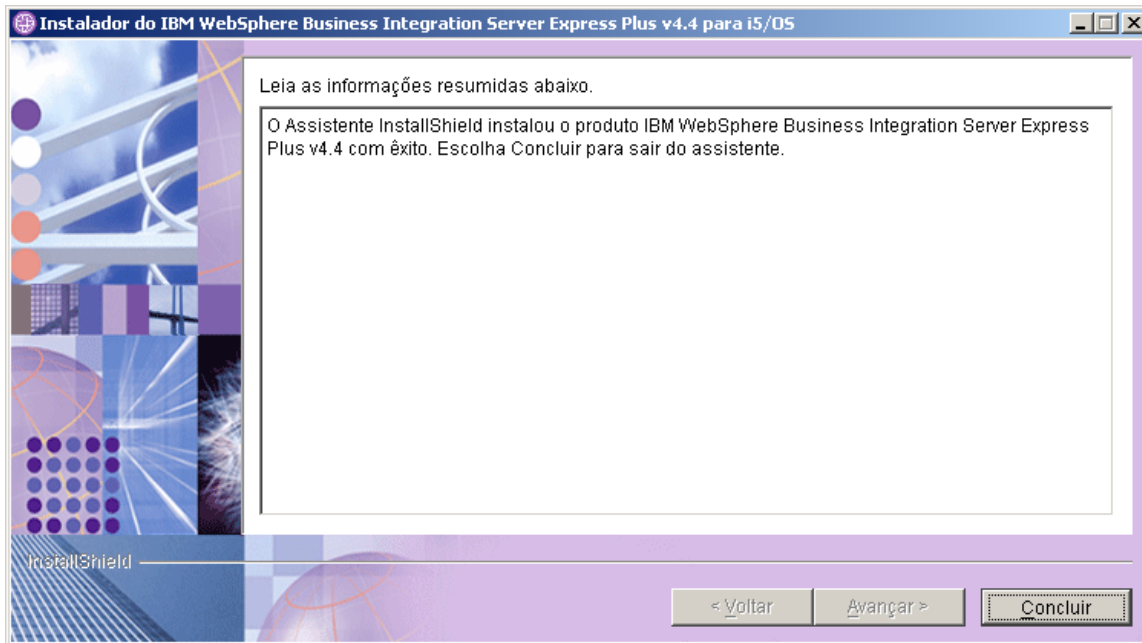 Instalador do IBM WebSphere Business Integration Server Express Plus v4.4 para i5/OS
Leia as informações resumidas abaixo.
O Assistente InstallShield instalou o produto IBM WebSphere Business Integration Server Express
Plus v4.4 com êxito. Escolha Concluir para sair do assistente.
InstallShield
< Voltar
Avançar >
Concluir